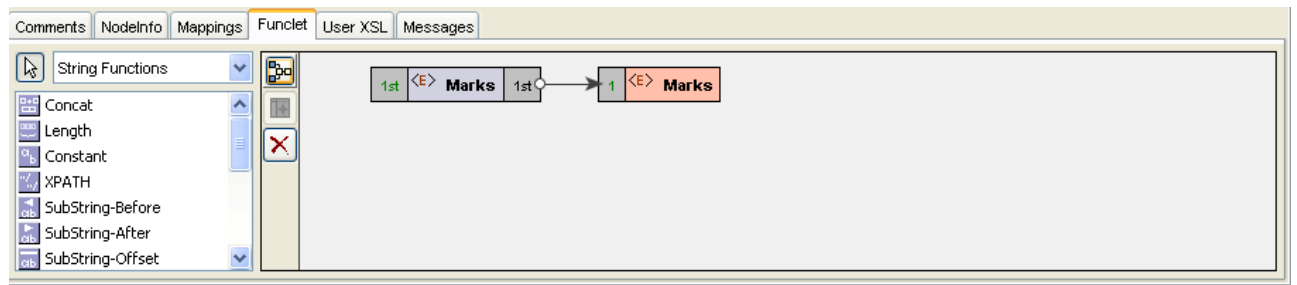 Comments NodeInfo Mappings Funclet User XSL Messages
String Functions
1st <E> Marks 1st 1 <E> Marks
Concat
Length
Constant
XPATH
SubString-Before
SubString-After
SubString-Offset